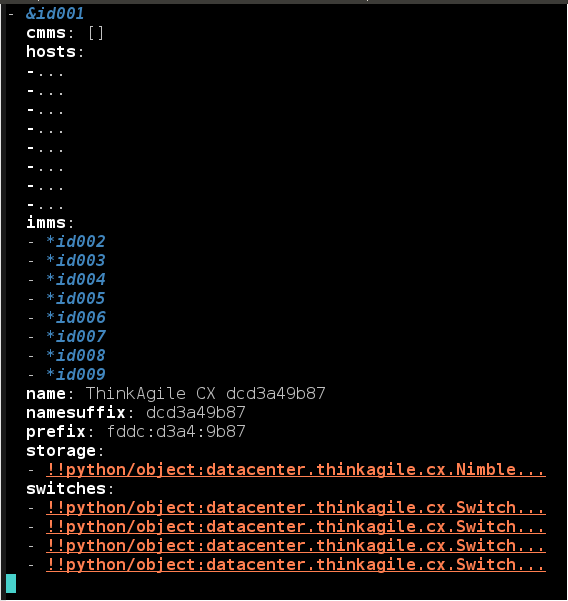 - &id001
cmms: []
hosts:
-...
-...
-...
-...
-...
-...
-...
-...
imms:
- *id002
- *id003
- *id004
- *id005
- *id006
- *id007
- *id008
- *id009
name: ThinkAgile CX dcd3a49b87
namesuffix: dcd3a49b87
prefix: fddc:d3a4:9b87
storage:
- !!python/object:datacenter.thinkagile.cx.Nimble...
switches:
- !!python/object:datacenter.thinkagile.cx.Switch...
- !!python/object:datacenter.thinkagile.cx.Switch...
- !!python/object:datacenter.thinkagile.cx.Switch...
- !!python/object:datacenter.thinkagile.cx.Switch...